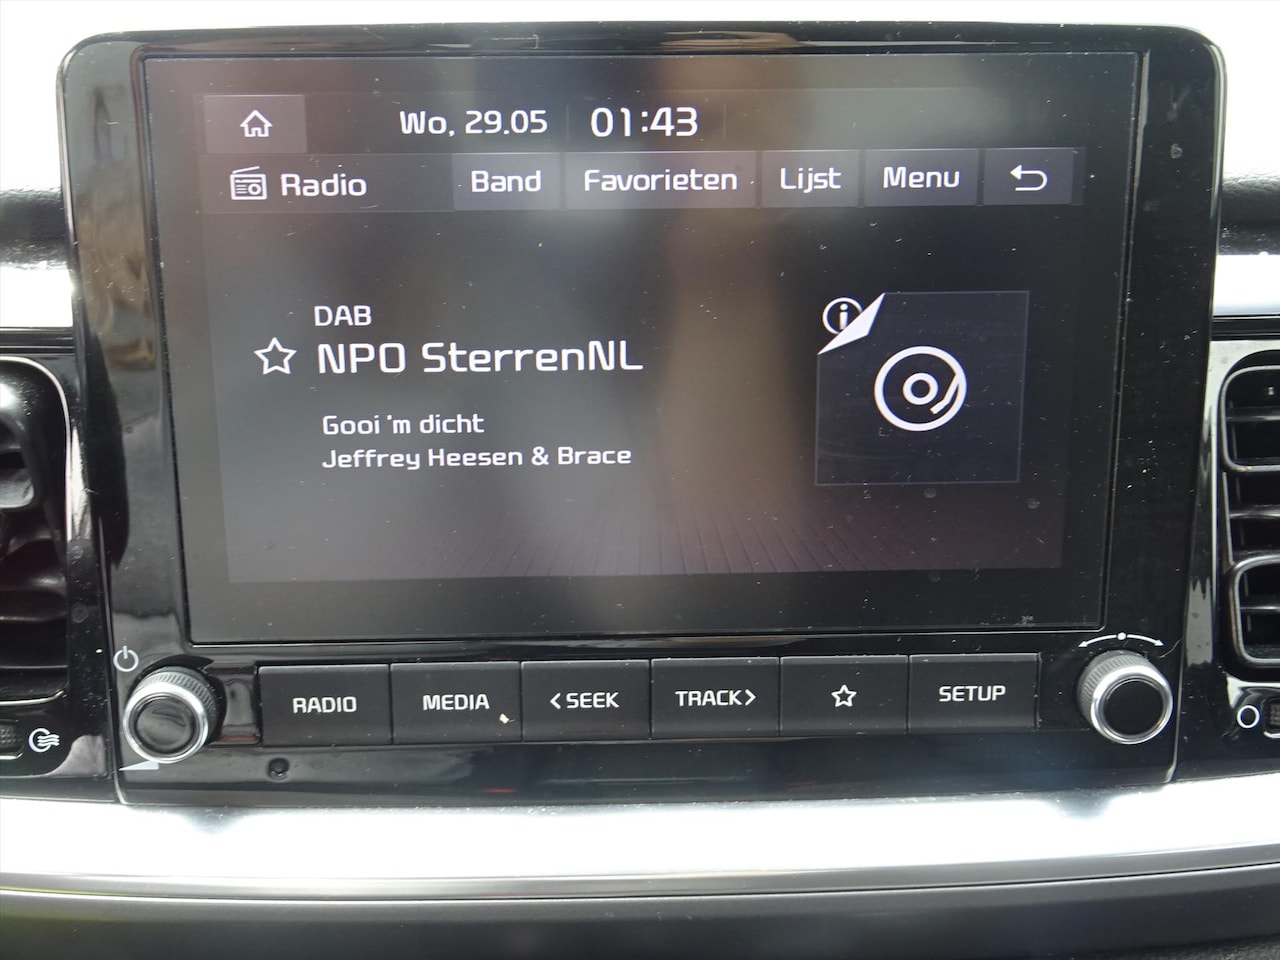 Wo, 29.05 01:43
Radio Band Favorieten Lijst Menu
DAB
NPO SterrenNL
Gooi 'm dicht
Jeffrey Heesen & Brace
RADIO MEDIA <SEEK TRACK> SETUP